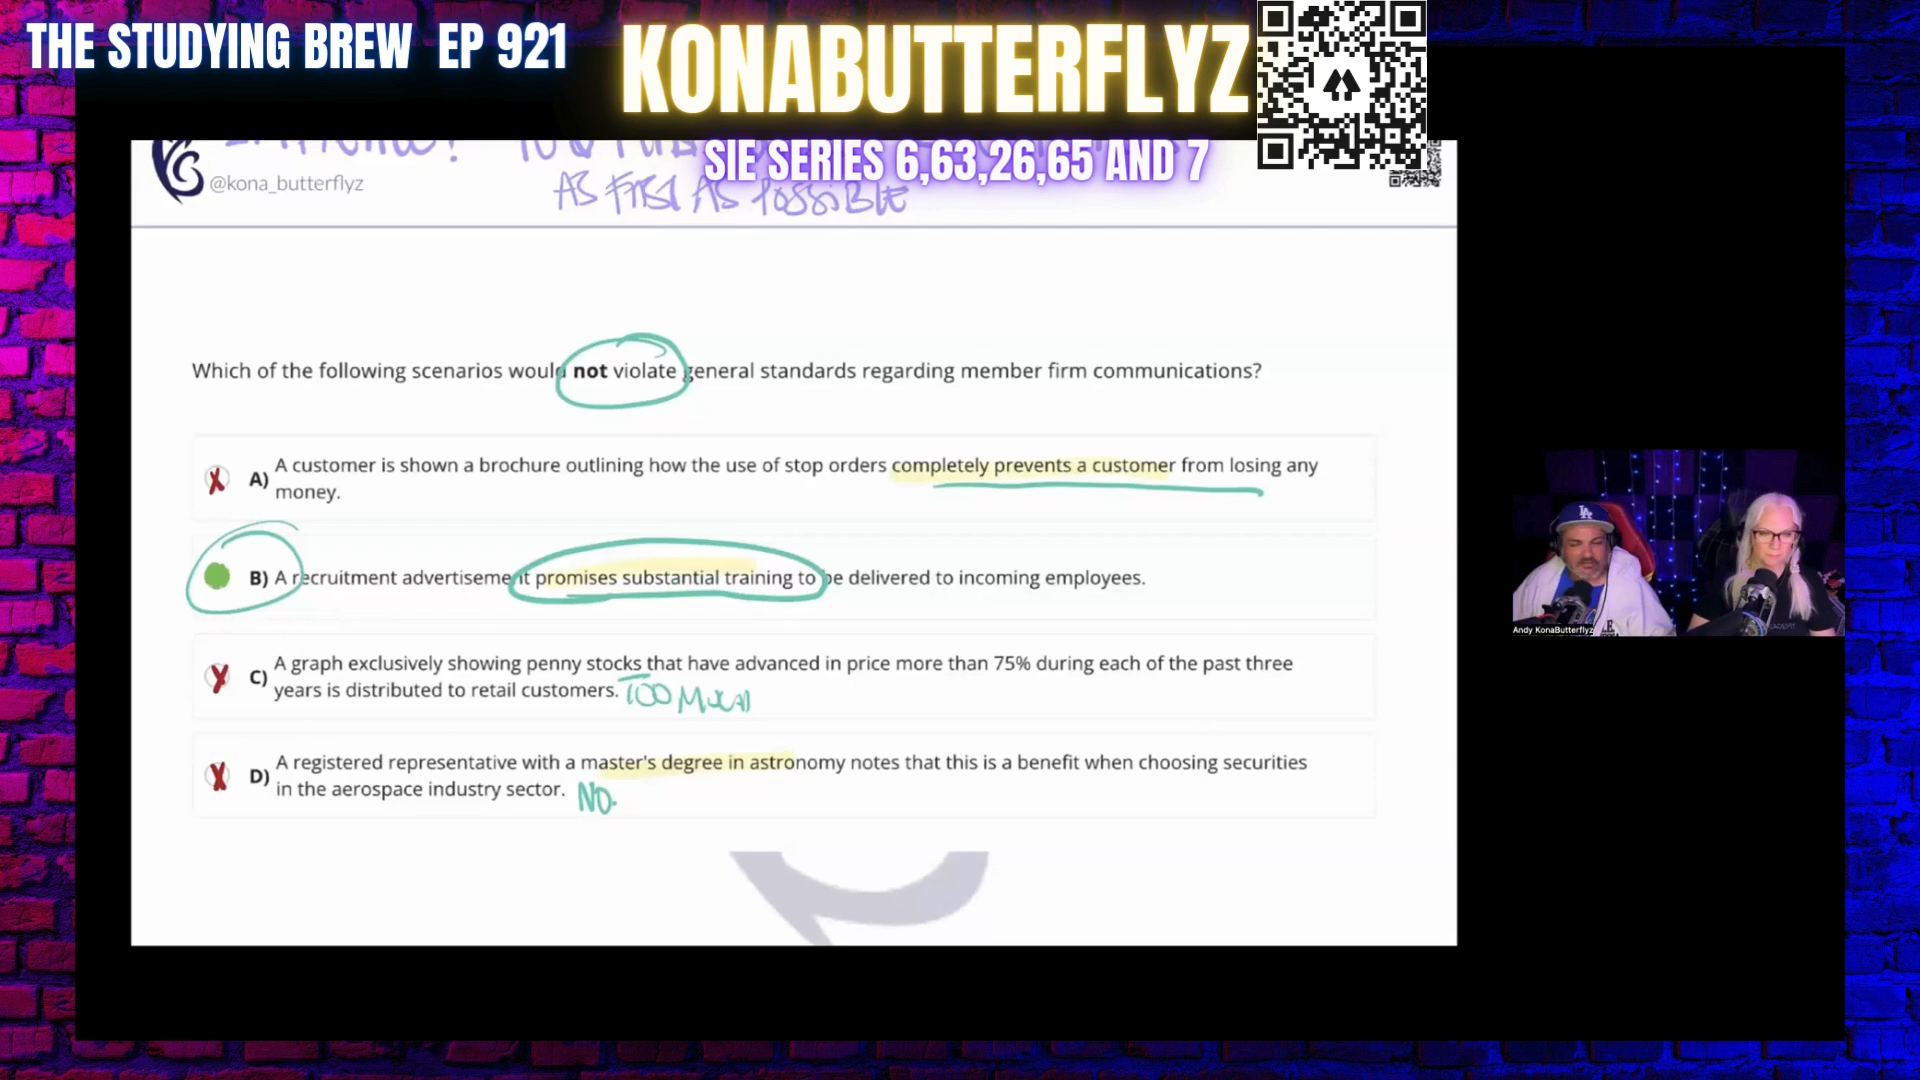 THE STUDYING BREW EP 921
KONABUTTERFLYZ
SIE SERIES 6,63,26,65 AND 7
@kona_butterflyz
AS FAST AS POSSIBLE
Which of the following scenarios would not violate general standards regarding member firm communications?
A) A customer is shown a brochure outlining how the use of stop orders completely prevents a customer from losing any
money.
B) A recruitment advertisement promises substantial training to be delivered to incoming employees.
C) A graph exclusively showing penny stocks that have advanced in price more than 75% during each of the past three
years is distributed to retail customers. TOO MUCH
D) A registered representative with a master's degree in astronomy notes that this is a benefit when choosing securities
in the aerospace industry sector. NO.
LA
Andy KonaButterflyz